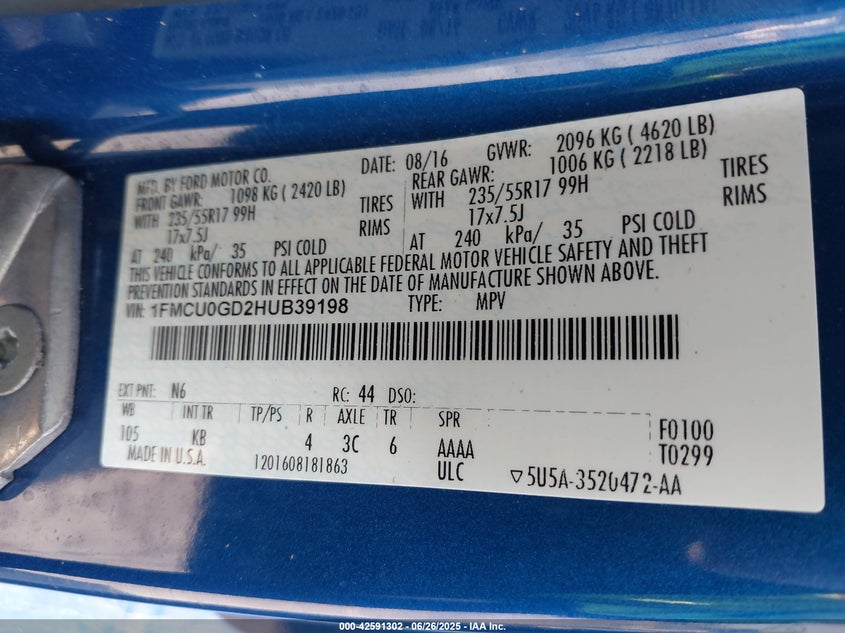 MFD. BY FORD MOTOR CO.
DATE: 08/16 GVWR: 2096 KG ( 4620 LB)
FRONT GAWR: 1098 KG ( 2420 LB)
REAR GAWR: 1006 KG ( 2218 LB)
WITH 235/55R17 99H TIRES
WITH 235/55R17 99H TIRES
17x7.5J RIMS
17x7.5J RIMS
AT 240 kPa/ 35 PSI COLD
AT 240 kPa/ 35 PSI COLD
THIS VEHICLE CONFORMS TO ALL APPLICABLE FEDERAL MOTOR VEHICLE SAFETY AND THEFT
PREVENTION STANDARDS IN EFFECT ON THE DATE OF MANUFACTURE SHOWN ABOVE.
VIN: 1FMCU0GD2HUB39198 TYPE: MPV
EXT PNT: N6 RC: 44 DSO:
WB INT TR TP/PS R AXLE TR SPR
105 KB 4 3C 6 AAAA F0100
MADE IN U.S.A. 1201608181863 ULC T0299
▽5U5A-3520472-AA
000-42591302 - 06/26/2025 - IAA Inc.